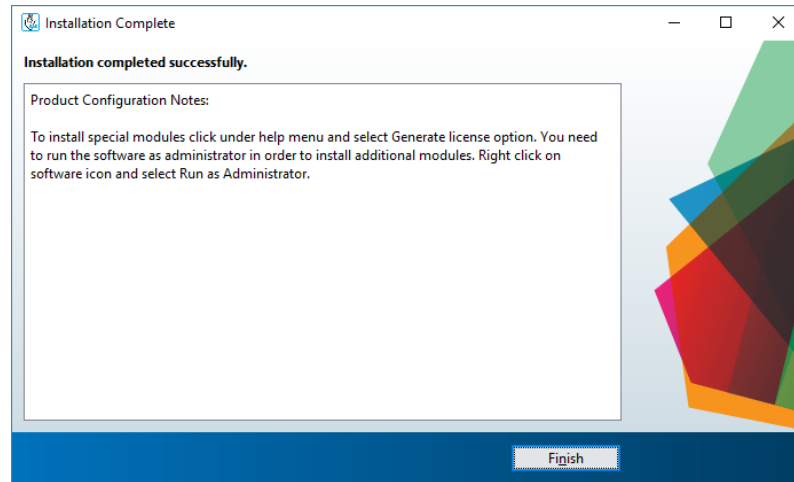 Installation Complete
Installation completed successfully.
Product Configuration Notes:
To install special modules click under help menu and select Generate license option. You need
to run the software as administrator in order to install additional modules. Right click on
software icon and select Run as Administrator.
Finish